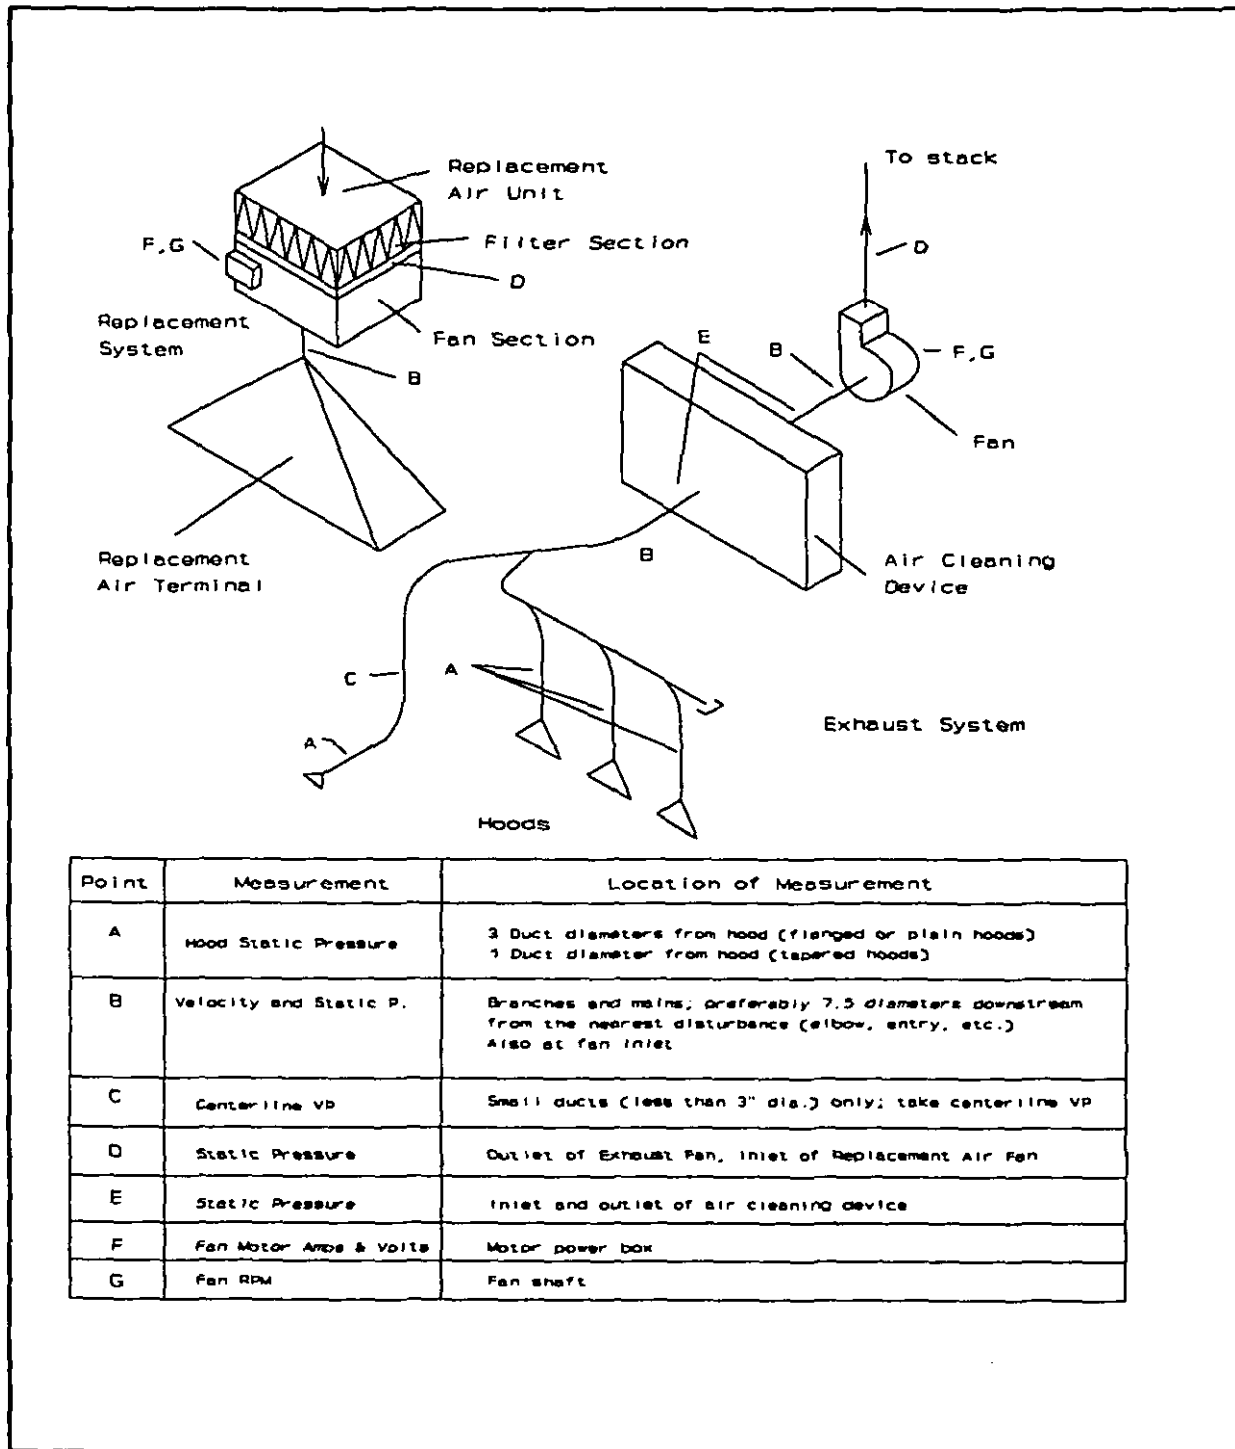 To stack
Replacement
Air Unit
F,G
Filter Section
D
D
Replacement
System
Fan Section
E
B
F,G
B
Fan
Replacement
Air Terminal
B
Air Cleaning
Device
C
A
A
Exhaust System
Hoods
Point Measurement Location of Measurement
A Hood Static Pressure 3 Duct diameters from hood (flanged or plain hoods)
1 Duct diameter from hood (tapered hoods)
B Velocity and Static P. Branches and mains; preferably 7.5 diameters downstream
from the nearest disturbance (elbow, entry, etc.)
Also at fan inlet
C Centerline VP Small ducts (less than 3" dia.) only; take centerline VP
D Static Pressure Outlet of Exhaust Fan, Inlet of Replacement Air Fan
E Static Pressure Inlet and outlet of air cleaning device
F Fan Motor Amps & Volts Motor power box
G Fan RPM Fan shaft